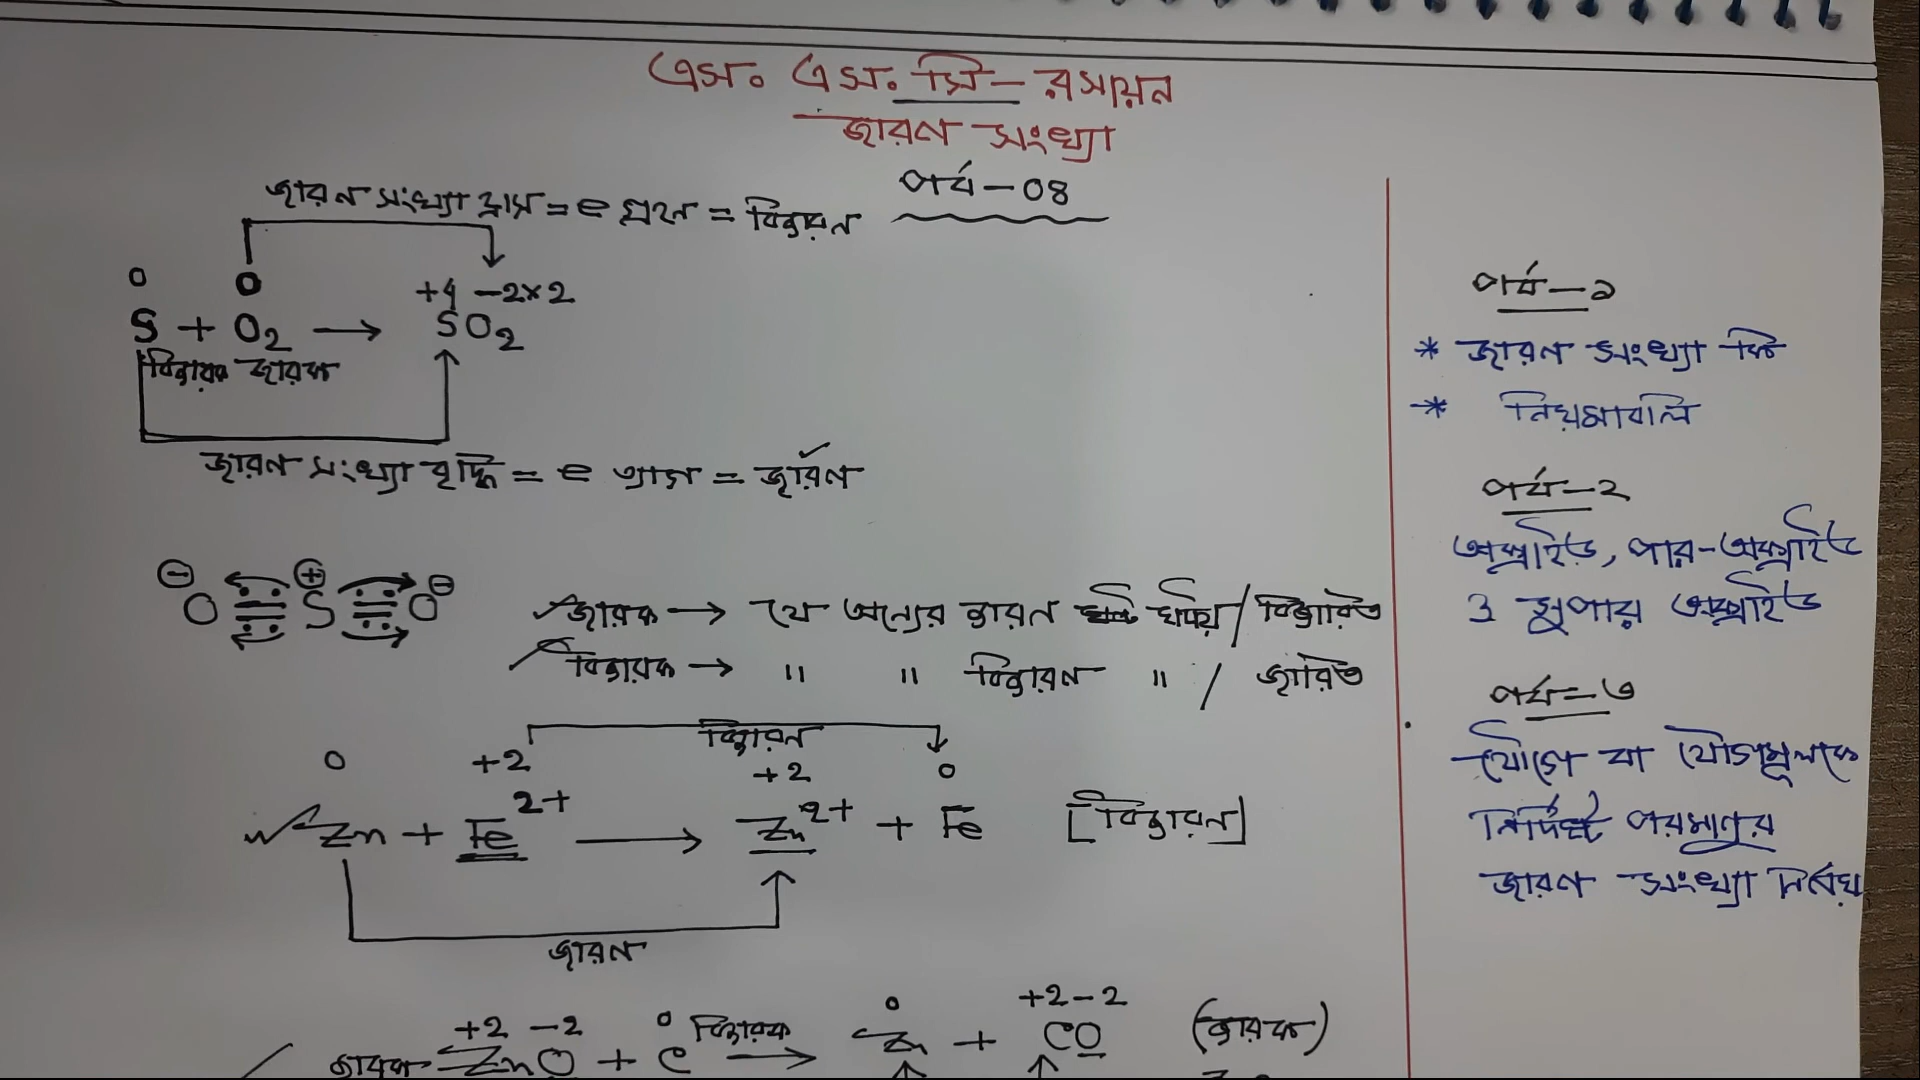 এস. এস. সি - রসায়ন
জারণ সংখ্যা
পর্ব - ০৪
জারণ সংখ্যা হ্রাস = e গ্রহণ = বিজারণ
0 0 +4 -2×2
S + O₂ → SO₂
বিজারক জারক
জারণ সংখ্যা বৃদ্ধি = e ত্যাগ = জারণ
⊖ ⊕ ⊖
O S O
জারক → যে অন্যের জারণ ঘটায় / বিজারিত
বিজারক → " " বিজারণ " / জারিত
বিজারণ
0 +2 +2 0
Zn + Fe²⁺ → Zn²⁺ + Fe [বিজারণ]
জারণ
+2 -2 0 বিজারক 0 +2 -2
জারক ZnO + C → Zn + CO (জারক)
পর্ব - ১
* জারণ সংখ্যা কি
* নিয়মাবলি
পর্ব - ২
অক্সাইড, পার-অক্সাইড
ও সুপার অক্সাইড
পর্ব = ৩
যৌগে বা যৌগমূলকে
নির্দিষ্ট পরমাণুর
জারণ সংখ্যা নির্ণয়